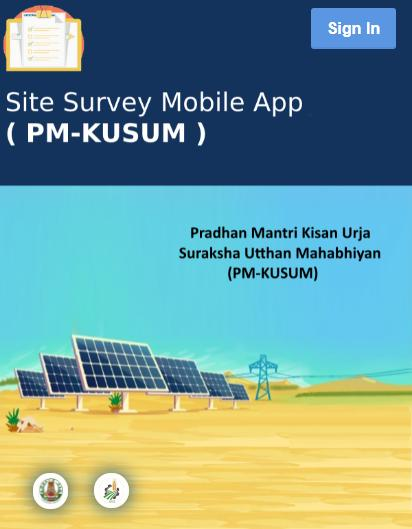 Sign In
Site Survey Mobile App
( PM-KUSUM )
Pradhan Mantri Kisan Urja
Suraksha Utthan Mahabhiyan
(PM-KUSUM)